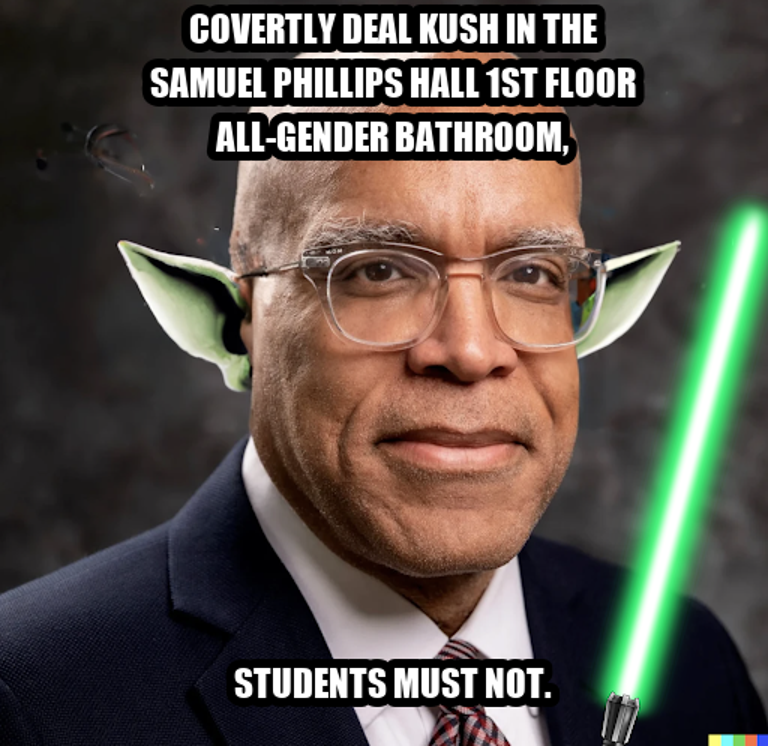 COVERTLY DEAL KUSH IN THE
SAMUEL PHILLIPS HALL 1ST FLOOR
ALL-GENDER BATHROOM,
STUDENTS MUST NOT.